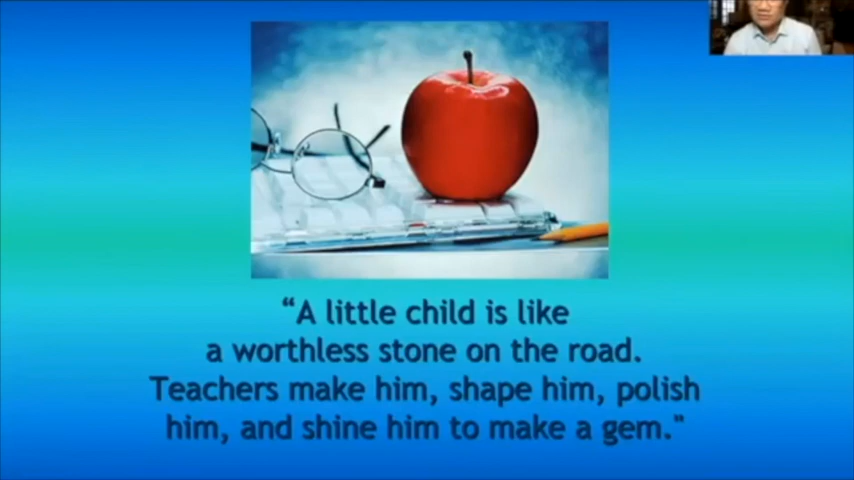 “A little child is like
a worthless stone on the road.
Teachers make him, shape him, polish
him, and shine him to make a gem."